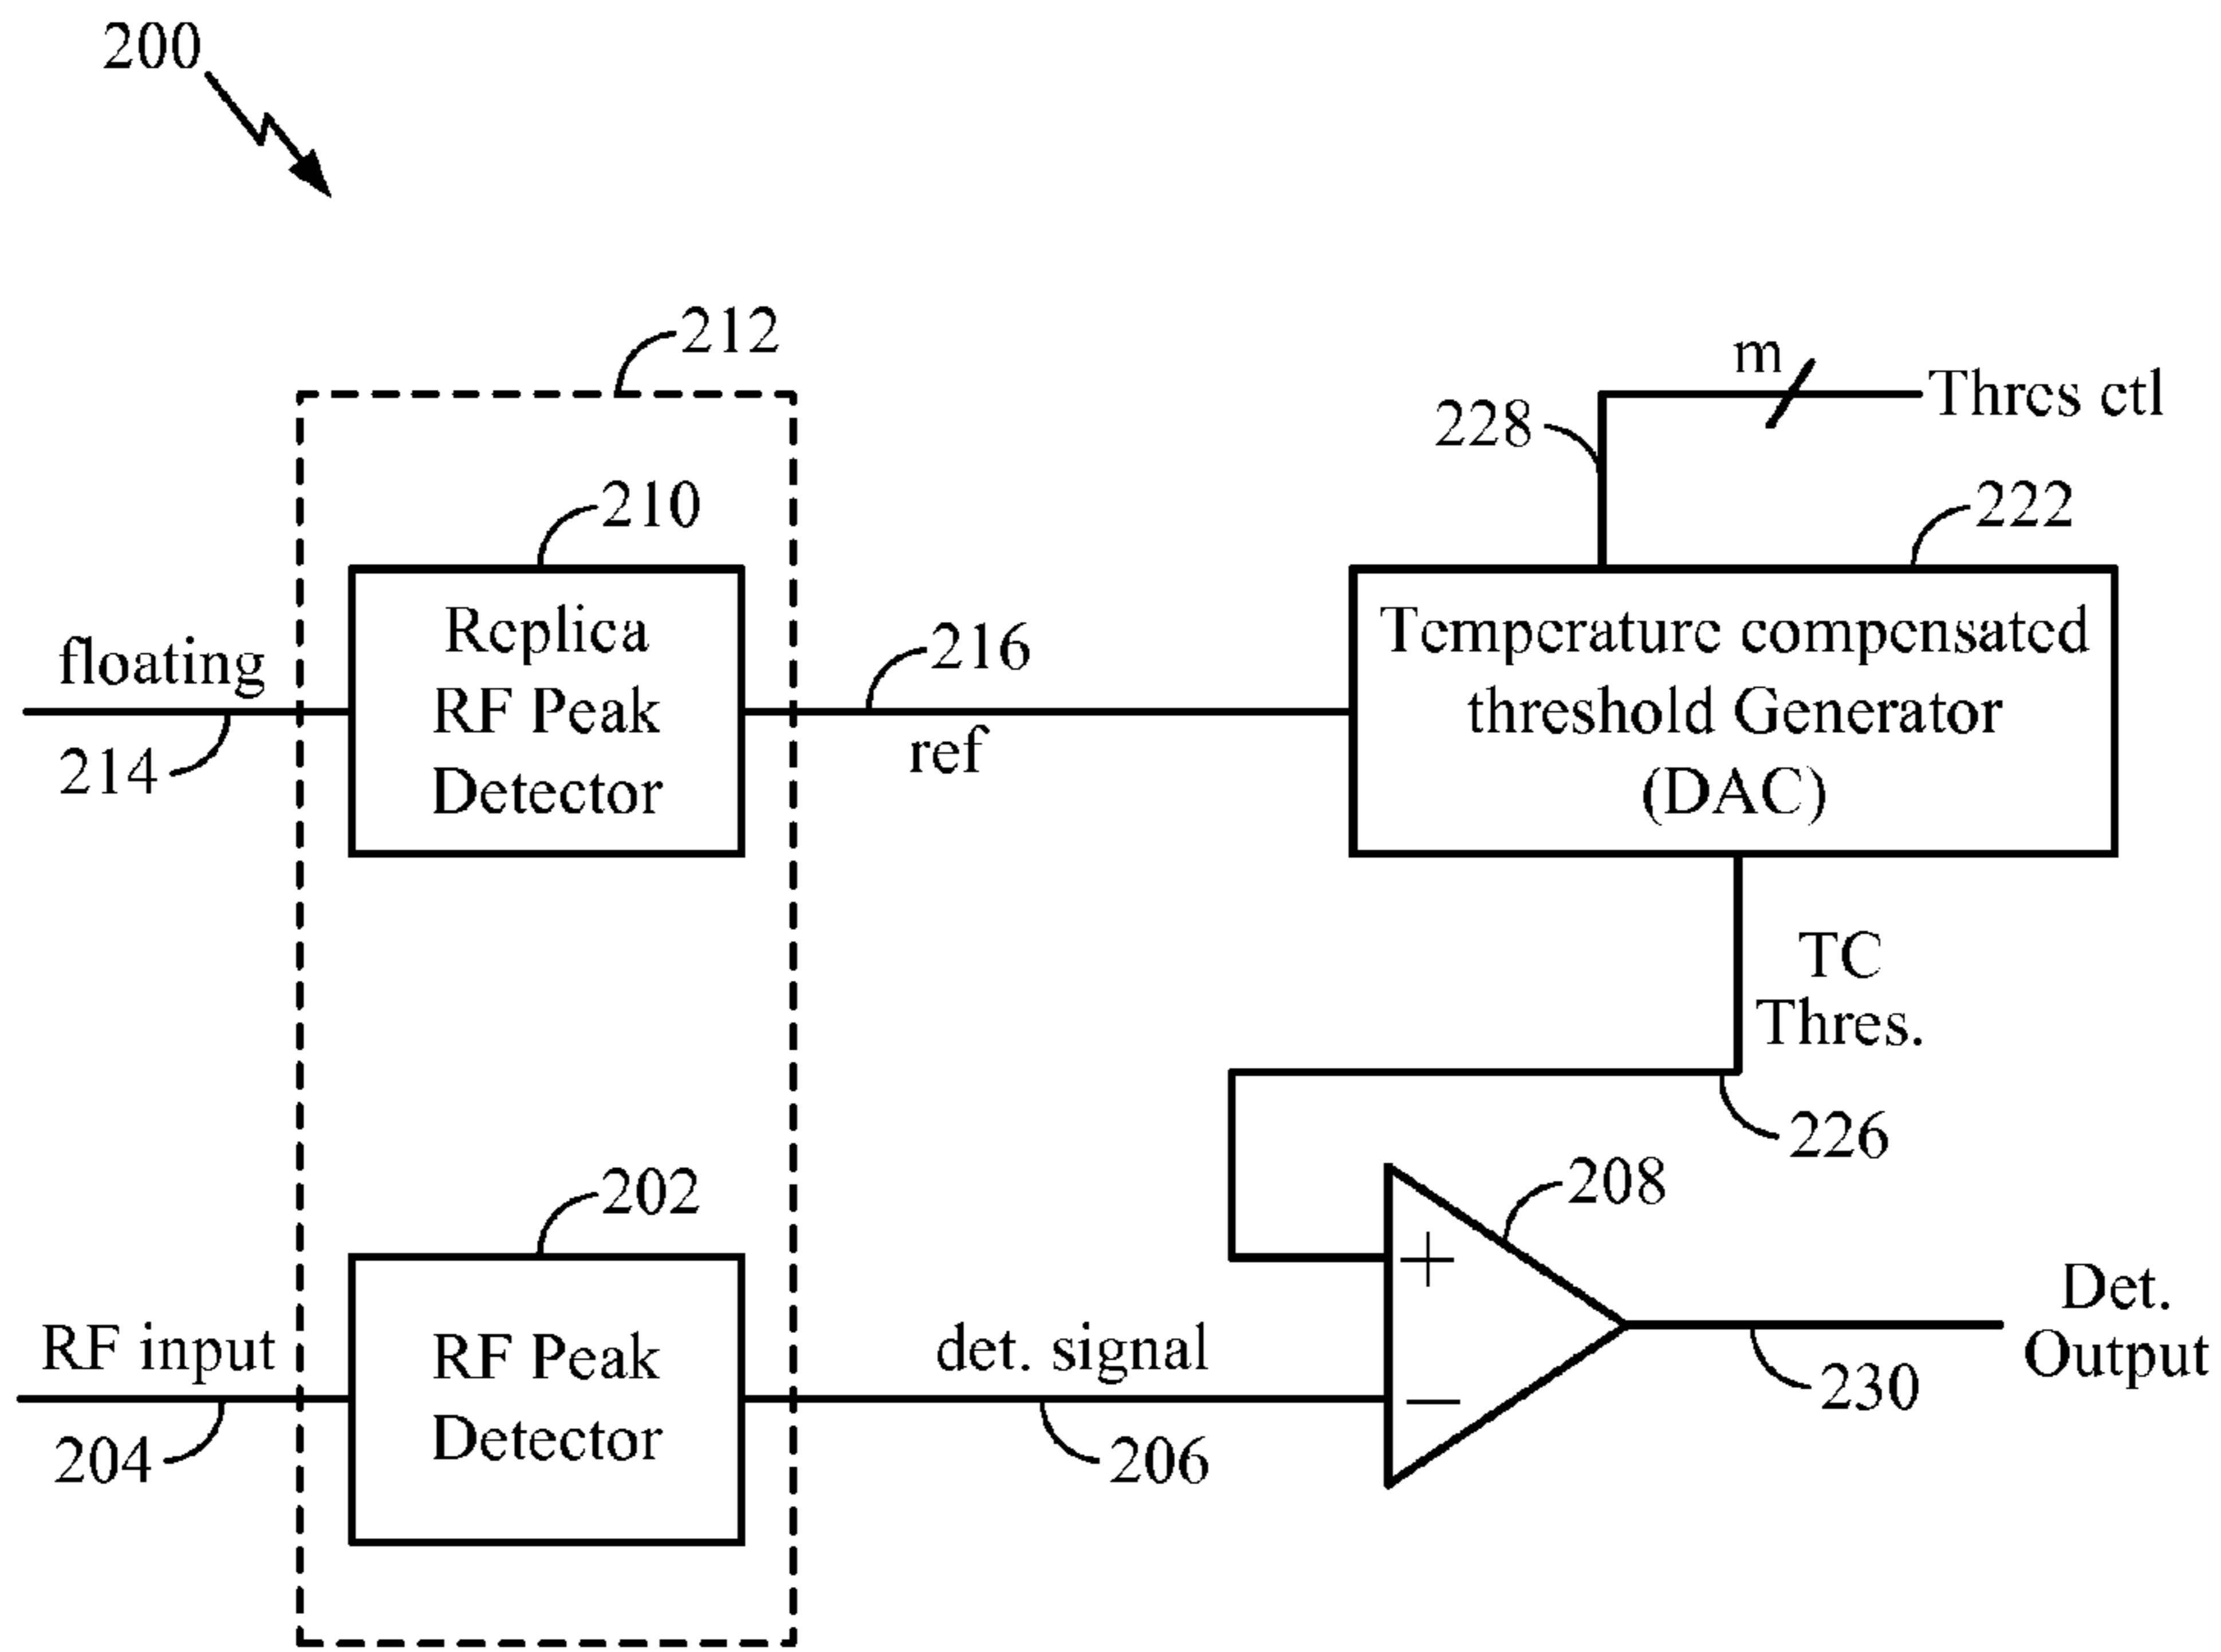 200
212
m
Thres ctl
228
210
222
Replica
RF Peak
Detector
floating
214
216
ref
Temperature compensated
threshold Generator
(DAC)
TC
Thres.
226
202
208
+
RF input
204
RF Peak
Detector
det. signal
206
−
Det.
Output
230